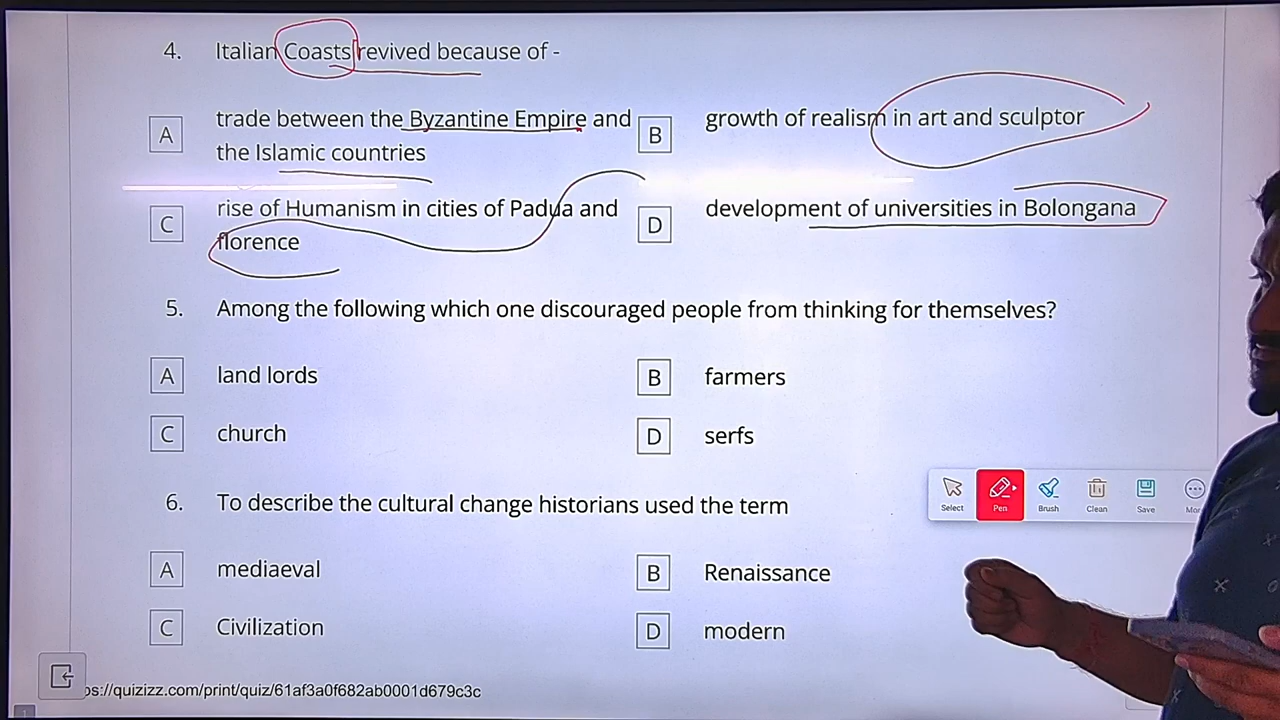 4. Italian Coasts revived because of -
A trade between the Byzantine Empire and
the Islamic countries
B growth of realism in art and sculptor
C rise of Humanism in cities of Padua and
florence
D development of universities in Bolongana
5. Among the following which one discouraged people from thinking for themselves?
A land lords
B farmers
C church
D serfs
6. To describe the cultural change historians used the term
A mediaeval
B Renaissance
C Civilization
D modern
Select Pen Brush Clean Save
os://quizizz.com/print/quiz/61af3a0f682ab0001d679c3c
1